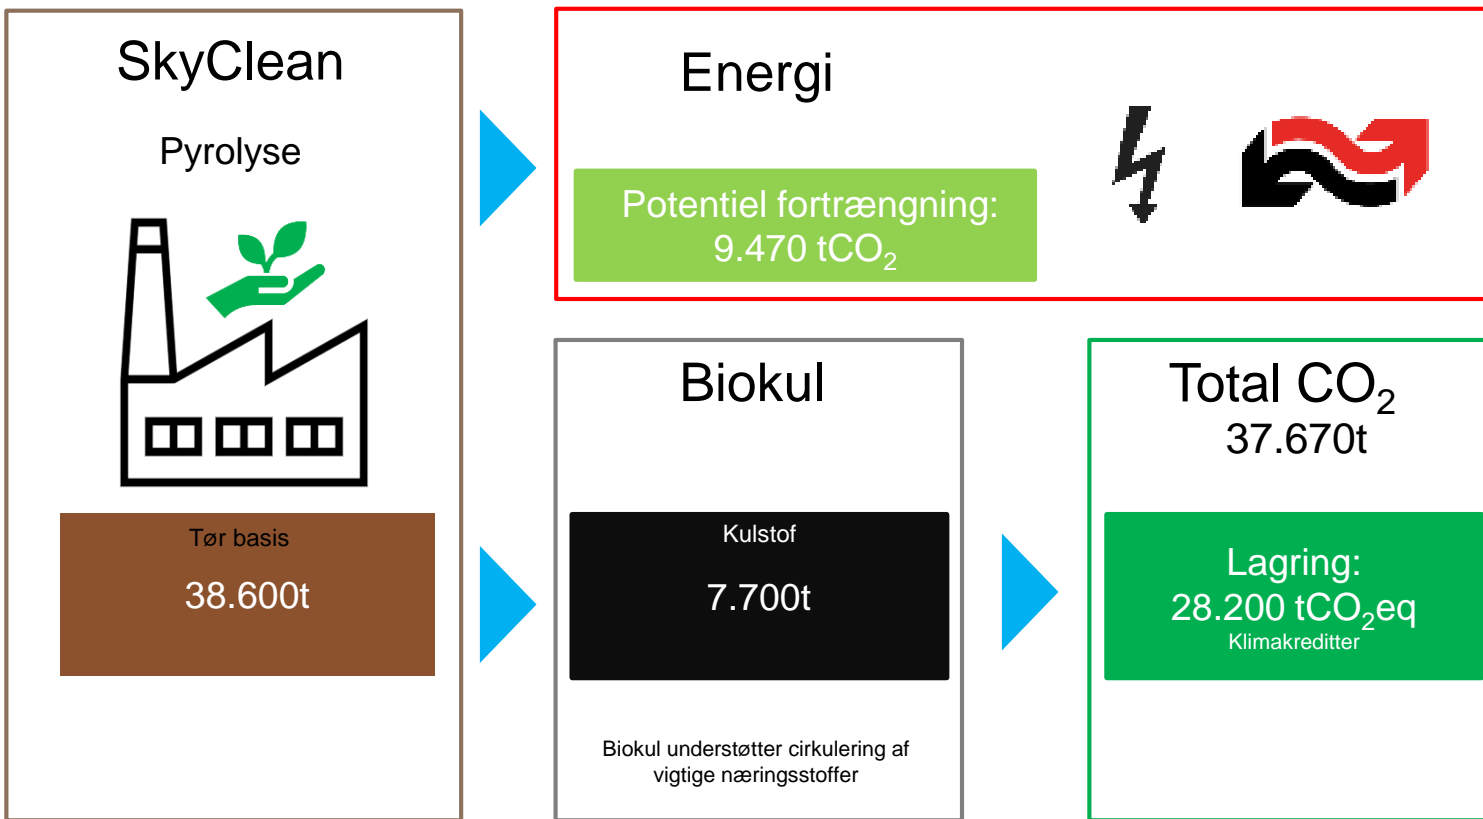 SkyClean
Pyrolyse
Tør basis
38.600t
Energi
Potentiel fortrængning:
9.470 tCO₂
Biokul
Kulstof
7.700t
Biokul understøtter cirkulering af
vigtige næringsstoffer
Total CO₂
37.670t
Lagring:
28.200 tCO₂eq
Klimakreditter